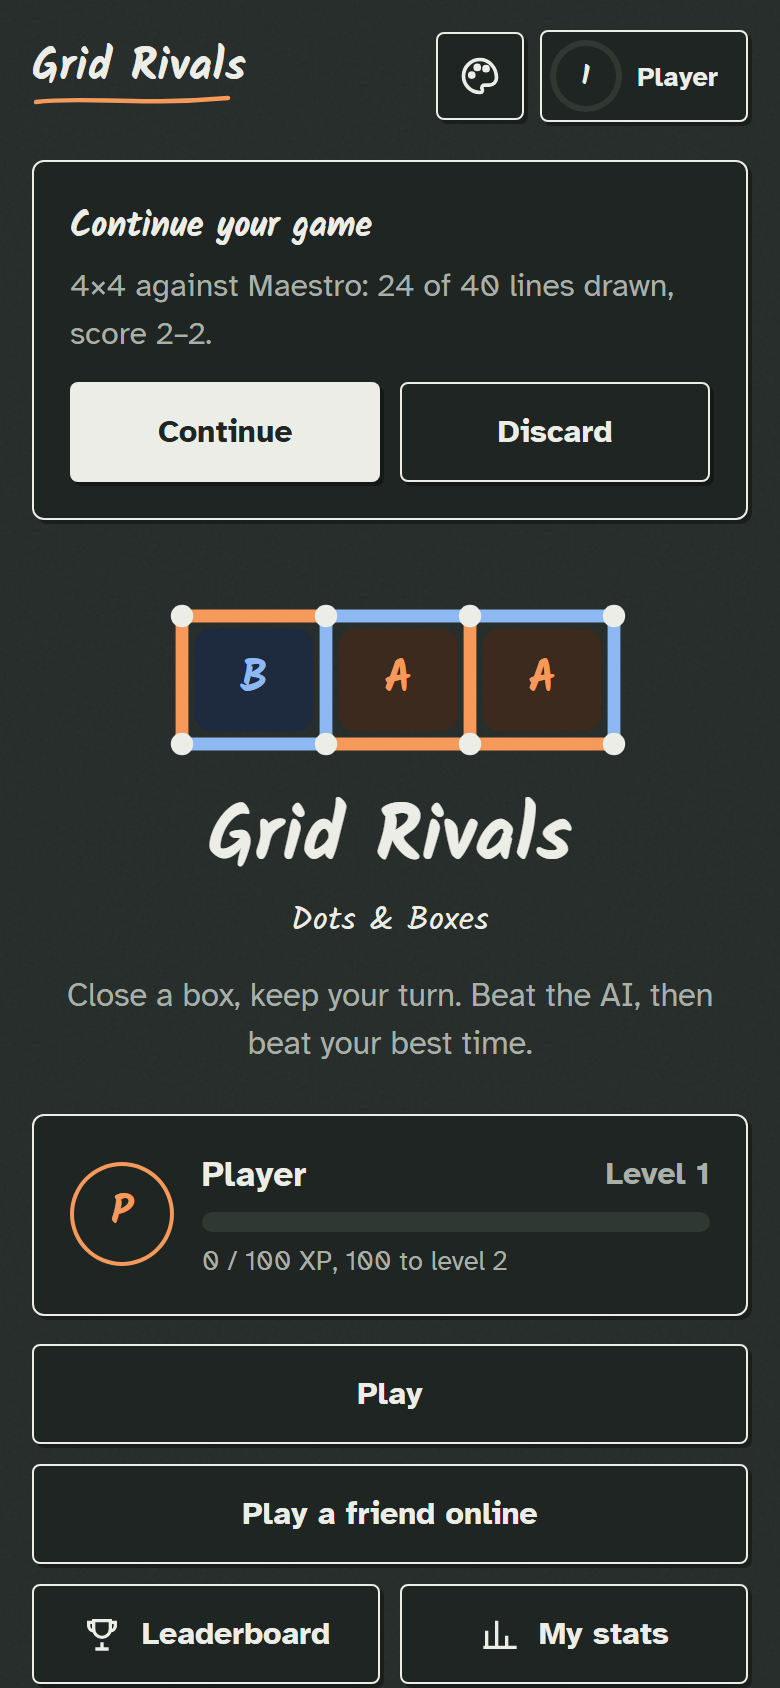 Grid Rivals
1 Player
Continue your game
4×4 against Maestro: 24 of 40 lines drawn,
score 2–2.
Continue Discard
B A A
Grid Rivals
Dots & Boxes
Close a box, keep your turn. Beat the AI, then
beat your best time.
P
Player Level 1
0 / 100 XP, 100 to level 2
Play
Play a friend online
Leaderboard My stats